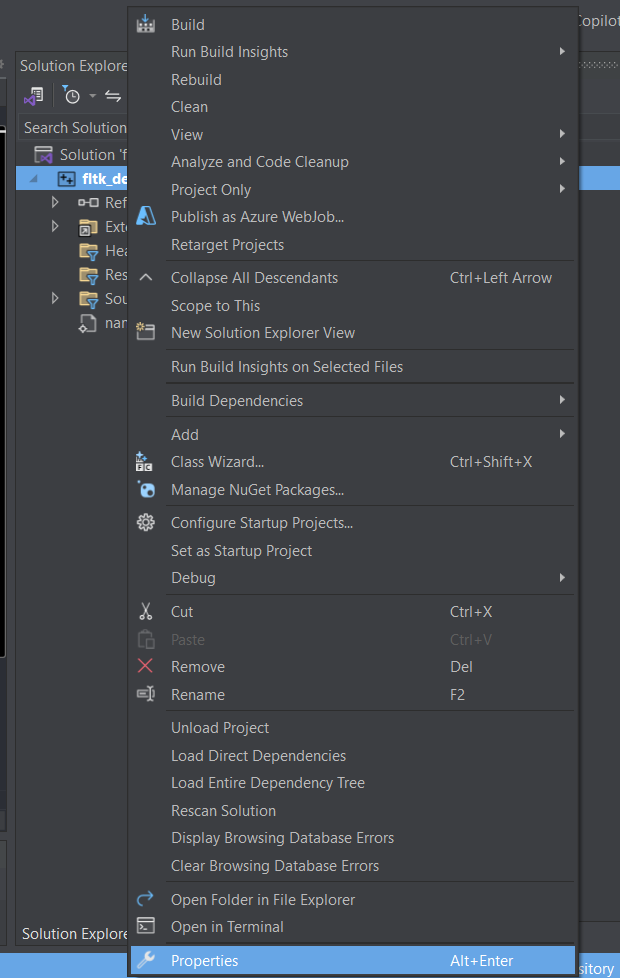 Build
Copilot
Run Build Insights
Solution Explore
Rebuild
Clean
Search Solution
View
Solution 'f
Analyze and Code Cleanup
fltk_de
Project Only
Ref
Publish as Azure WebJob...
Exte
Retarget Projects
Hea
Res
Collapse All Descendants Ctrl+Left Arrow
Sou
Scope to This
nan
New Solution Explorer View
Run Build Insights on Selected Files
Build Dependencies
Add
Class Wizard... Ctrl+Shift+X
Manage NuGet Packages...
Configure Startup Projects...
Set as Startup Project
Debug
Cut Ctrl+X
Paste Ctrl+V
Remove Del
Rename F2
Unload Project
Load Direct Dependencies
Load Entire Dependency Tree
Rescan Solution
Display Browsing Database Errors
Clear Browsing Database Errors
Open Folder in File Explorer
Open in Terminal
Solution Explore
Properties Alt+Enter
sitory